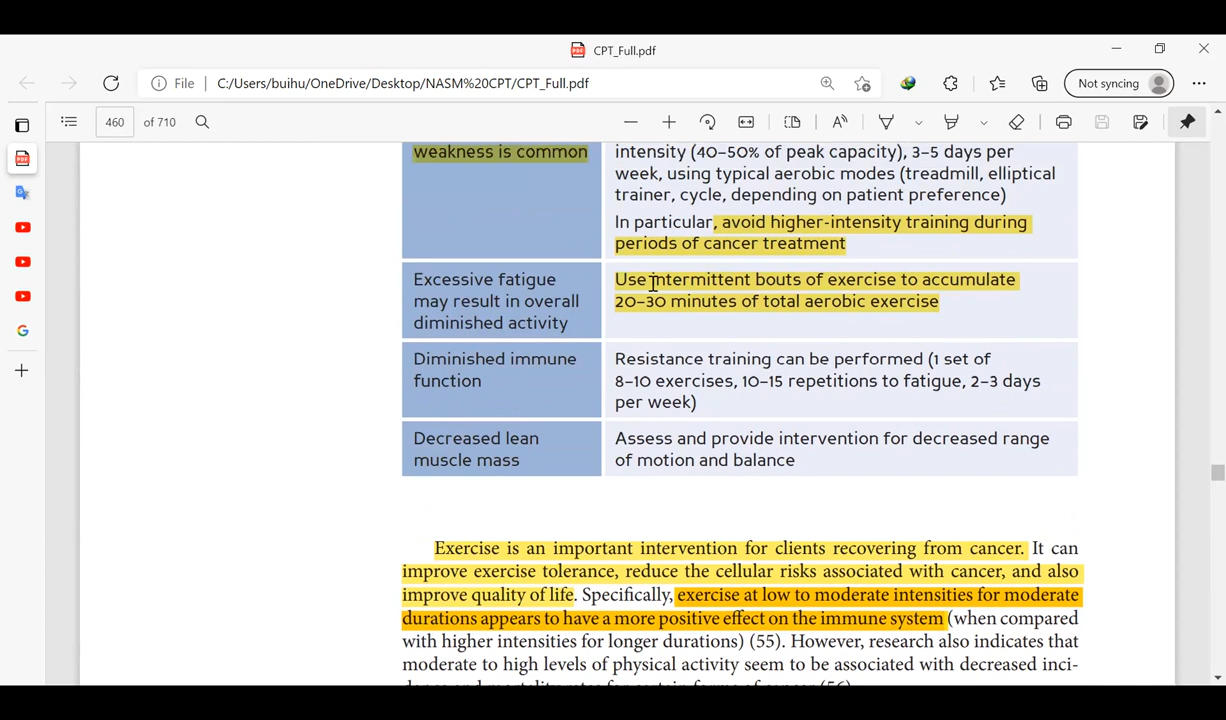 CPT_Full.pdf
File
C:/Users/buihu/OneDrive/Desktop/NASM%20CPT/CPT_Full.pdf
Not syncing
460 of 710
weakness is common
intensity (40–50% of peak capacity), 3–5 days per
week, using typical aerobic modes (treadmill, elliptical
trainer, cycle, depending on patient preference)
In particular, avoid higher-intensity training during
periods of cancer treatment
Excessive fatigue
may result in overall
diminished activity
Use intermittent bouts of exercise to accumulate
20–30 minutes of total aerobic exercise
Diminished immune
function
Resistance training can be performed (1 set of
8–10 exercises, 10–15 repetitions to fatigue, 2–3 days
per week)
Decreased lean
muscle mass
Assess and provide intervention for decreased range
of motion and balance
Exercise is an important intervention for clients recovering from cancer. It can
improve exercise tolerance, reduce the cellular risks associated with cancer, and also
improve quality of life. Specifically, exercise at low to moderate intensities for moderate
durations appears to have a more positive effect on the immune system (when compared
with higher intensities for longer durations) (55). However, research also indicates that
moderate to high levels of physical activity seem to be associated with decreased inci-